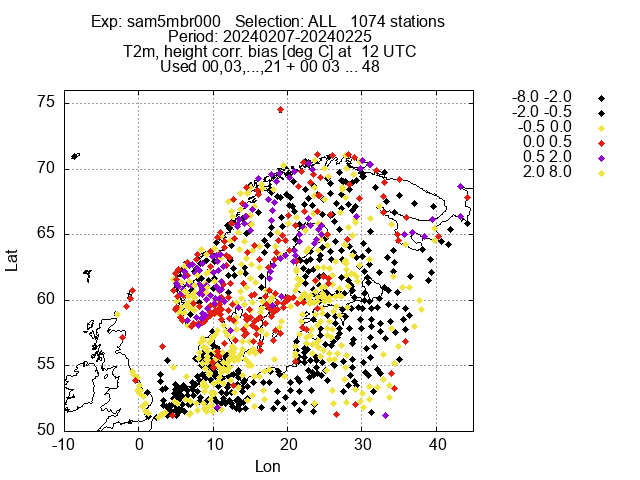 Exp: sam5mbr000 Selection: ALL 1074 stations
Period: 20240207-20240225
T2m, height corr. bias [deg C] at 12 UTC
Used 00,03,...,21 + 00 03 ... 48
-8.0 -2.0
-2.0 -0.5
-0.5 0.0
0.0 0.5
0.5 2.0
2.0 8.0
75
70
65
60
55
50
Lat
-10 0 10 20 30 40
Lon